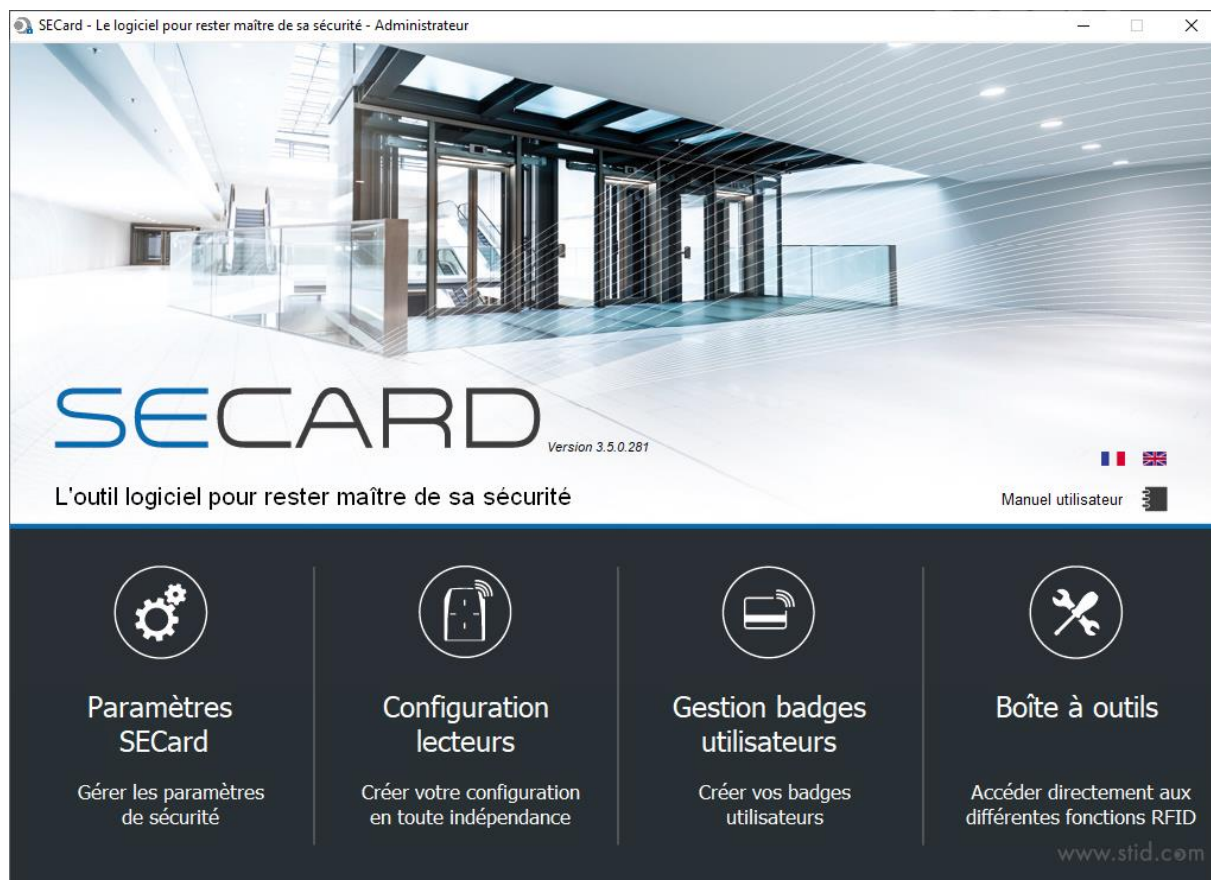 SECard - Le logiciel pour rester maître de sa sécurité - Administrateur
SECARD
Version 3.5.0.281
L'outil logiciel pour rester maître de sa sécurité
Manuel utilisateur
Paramètres
SECard
Gérer les paramètres
de sécurité
Configuration
lecteurs
Créer votre configuration
en toute indépendance
Gestion badges
utilisateurs
Créer vos badges
utilisateurs
Boîte à outils
Accéder directement aux
différentes fonctions RFID
www.stid.com